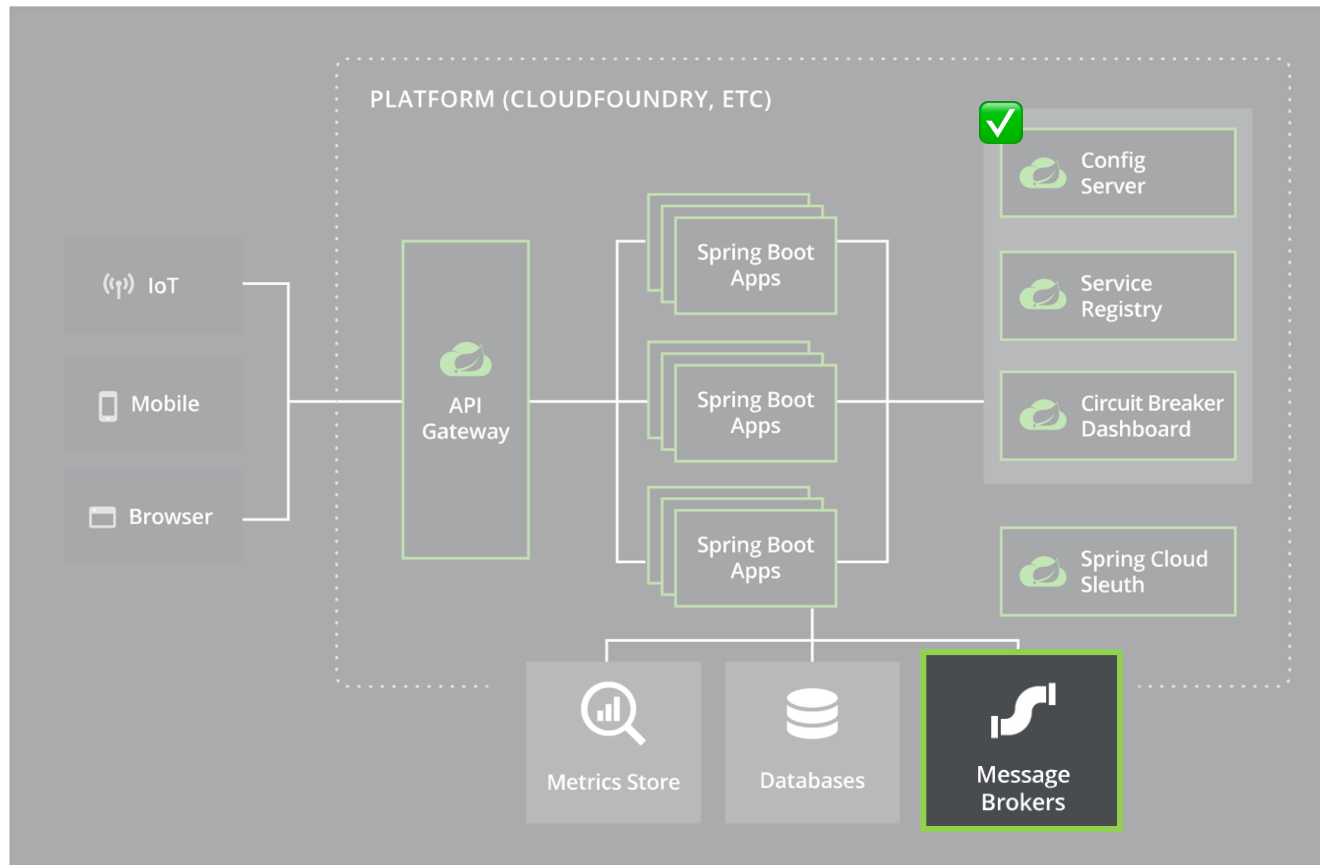 PLATFORM (CLOUDFOUNDRY, ETC)
IoT
Mobile
Browser
API
Gateway
Spring Boot
Apps
Spring Boot
Apps
Spring Boot
Apps
Config
Server
Service
Registry
Circuit Breaker
Dashboard
Spring Cloud
Sleuth
Metrics Store
Databases
Message
Brokers